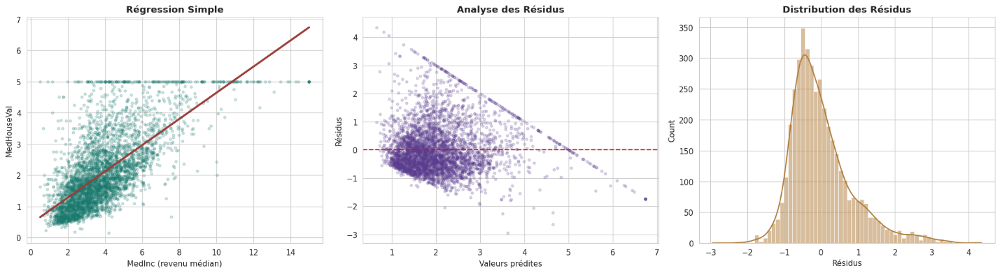 Régression Simple
MedHouseVal
7
6
5
4
3
2
1
0
0 2 4 6 8 10 12 14
MedInc (revenu médian)
Analyse des Résidus
Résidus
4
3
2
1
0
−1
−2
−3
1 2 3 4 5 6 7
Valeurs prédites
Distribution des Résidus
Count
350
300
250
200
150
100
50
0
−3 −2 −1 0 1 2 3 4
Résidus